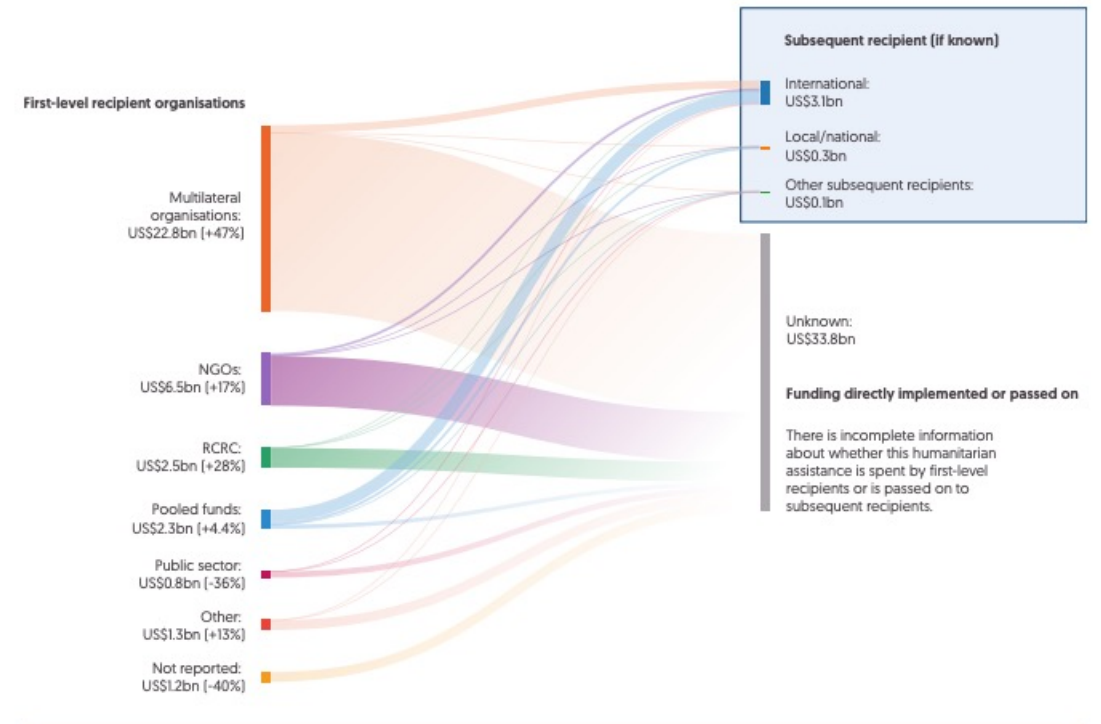 First-level recipient organisations
Multilateral
organisations:
US$22.8bn (+47%)
NGOs:
US$6.5bn (+17%)
RCRC:
US$2.5bn (+28%)
Pooled funds:
US$2.3bn (+4.4%)
Public sector:
US$0.8bn (-36%)
Other:
US$1.3bn (+13%)
Not reported:
US$1.2bn (-40%)
Subsequent recipient (if known)
International:
US$3.1bn
Local/national:
US$0.3bn
Other subsequent recipients:
US$0.1bn
Unknown:
US$33.8bn
Funding directly implemented or passed on
There is incomplete information
about whether this humanitarian
assistance is spent by first-level
recipients or is passed on to
subsequent recipients.